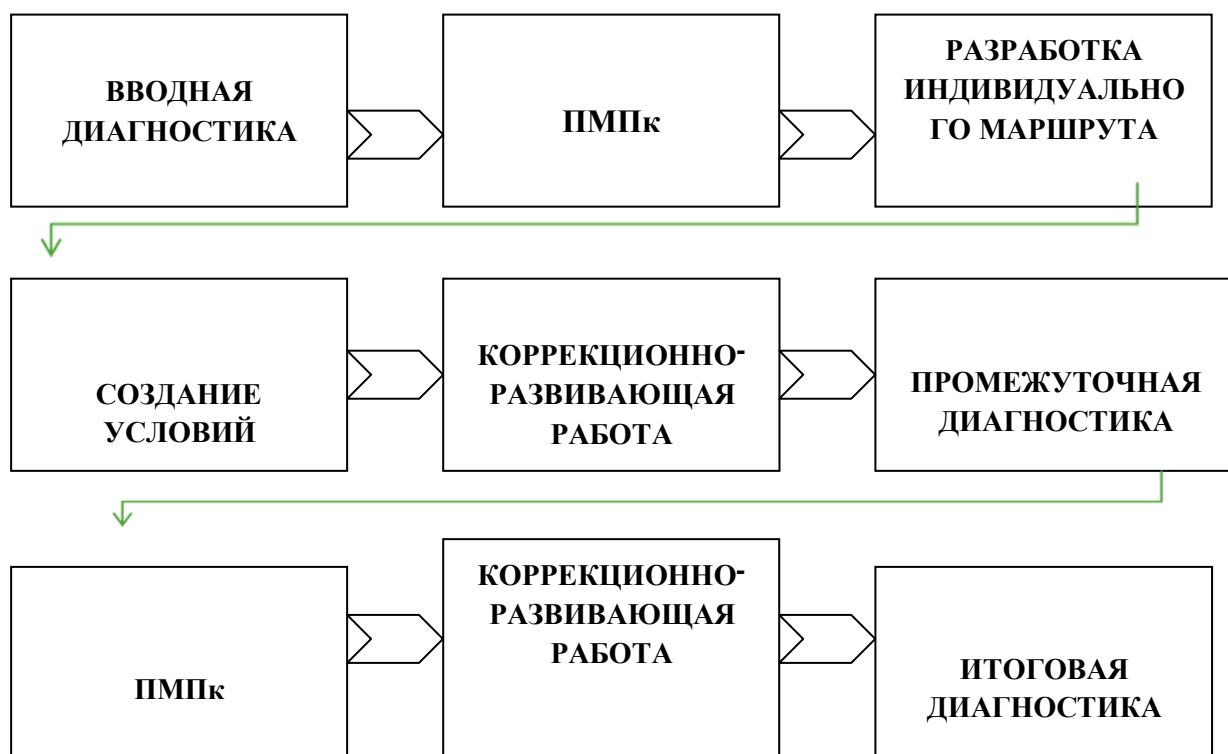 ВВОДНАЯ
ДИАГНОСТИКА
ПМПк
РАЗРАБОТКА
ИНДИВИДУАЛЬНО
ГО МАРШРУТА
СОЗДАНИЕ
УСЛОВИЙ
КОРРЕКЦИОННО-
РАЗВИВАЮЩАЯ
РАБОТА
ПРОМЕЖУТОЧНАЯ
ДИАГНОСТИКА
ПМПк
КОРРЕКЦИОННО-
РАЗВИВАЮЩАЯ
РАБОТА
ИТОГОВАЯ
ДИАГНОСТИКА